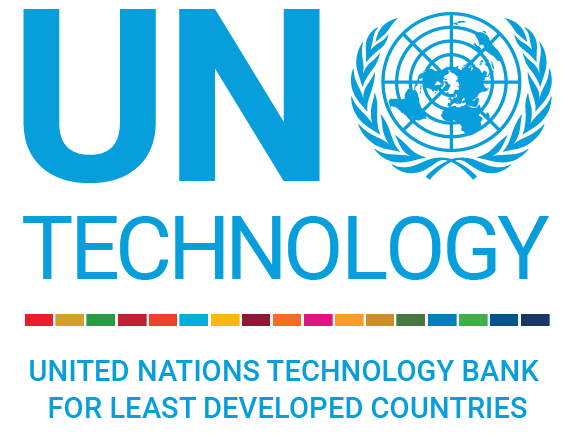 UN
TECHNOLOGY
UNITED NATIONS TECHNOLOGY BANK
FOR LEAST DEVELOPED COUNTRIES